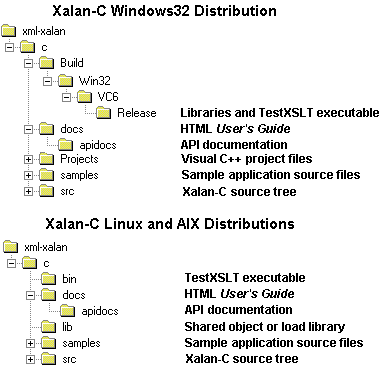 Xalan-C Windows32 Distribution
xml-xalan
c
Build
Win32
VC6
Release Libraries and TestXSLT executable
docs HTML User's Guide
apidocs API documentation
Projects Visual C++ project files
samples Sample application source files
src Xalan-C source tree
Xalan-C Linux and AIX Distributions
xml-xalan
c
bin TestXSLT executable
docs HTML User's Guide
apidocs API documentation
lib Shared object or load library
samples Sample application source files
src Xalan-C source tree